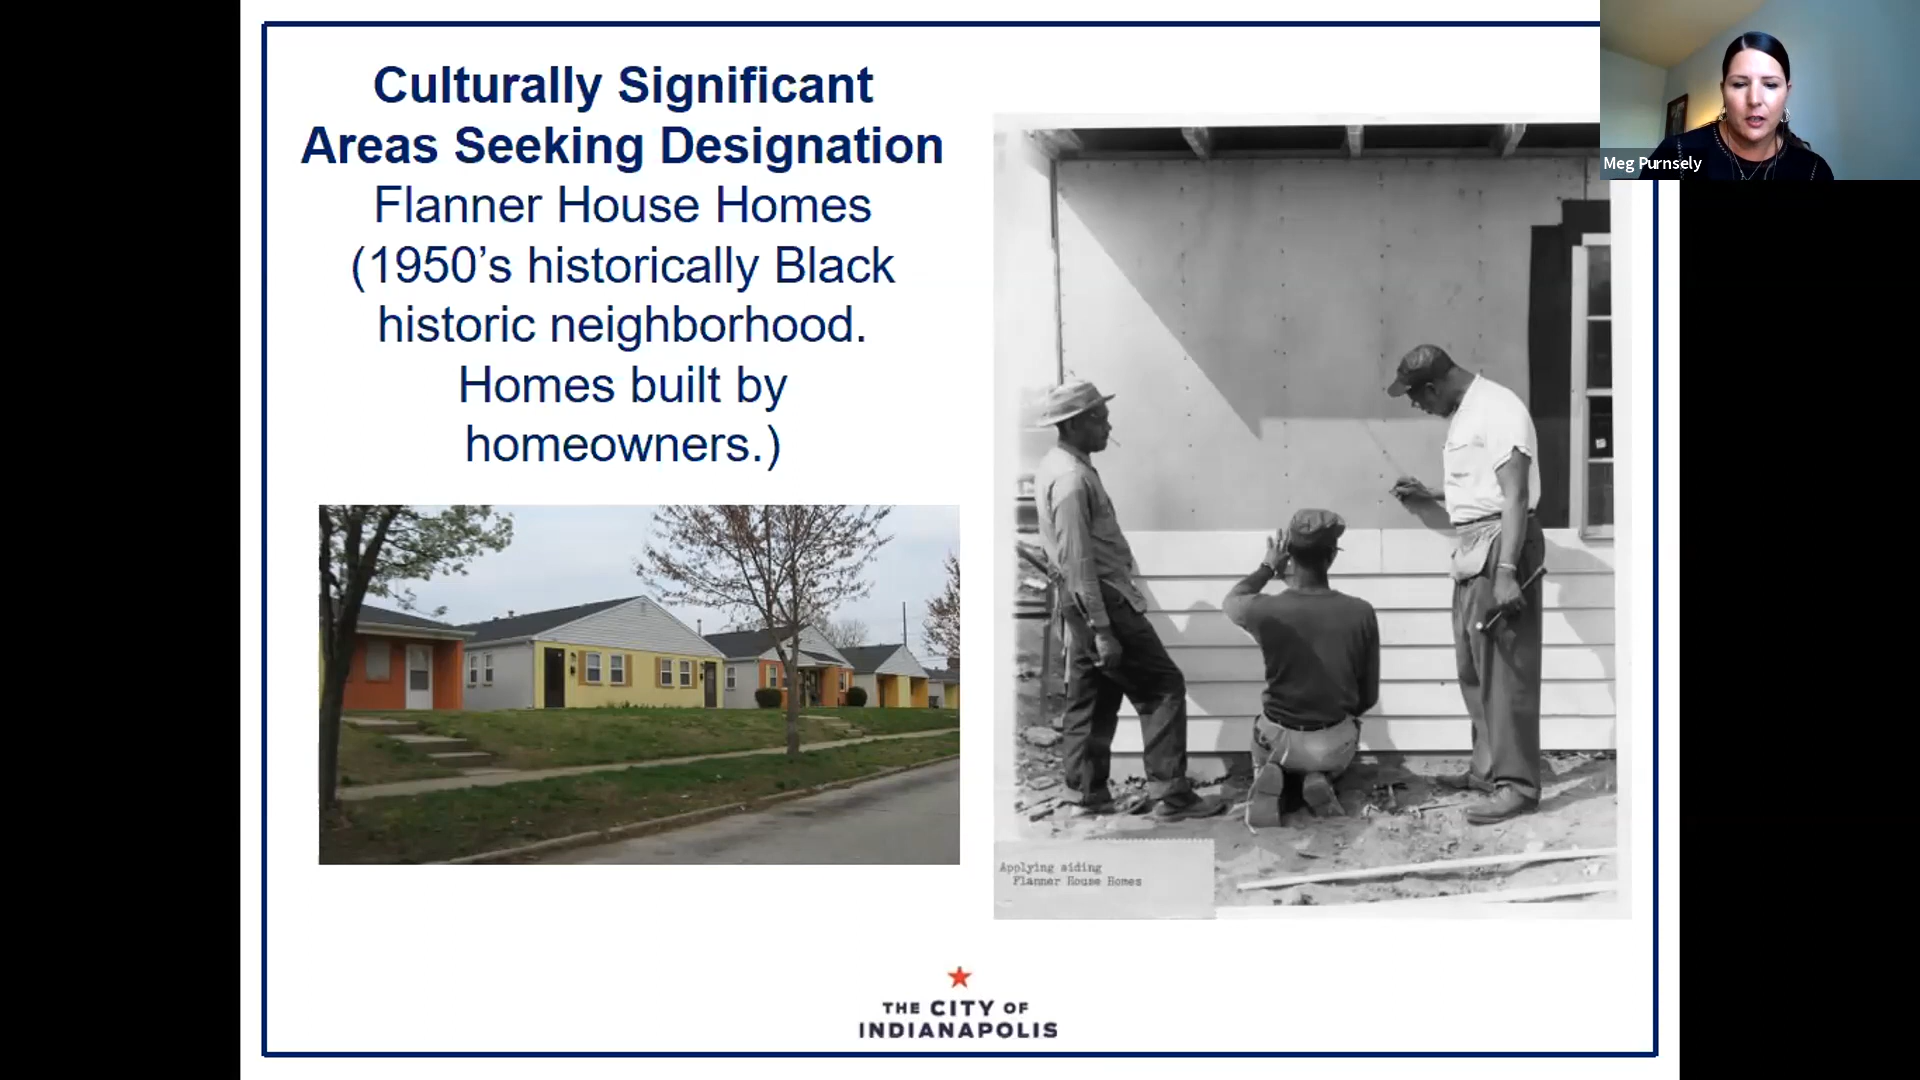 Culturally Significant
Areas Seeking Designation
Flanner House Homes
(1950’s historically Black
historic neighborhood.
Homes built by
homeowners.)
Meg Purnsely
Applying siding
Flanner House Homes
THE CITY OF
INDIANAPOLIS